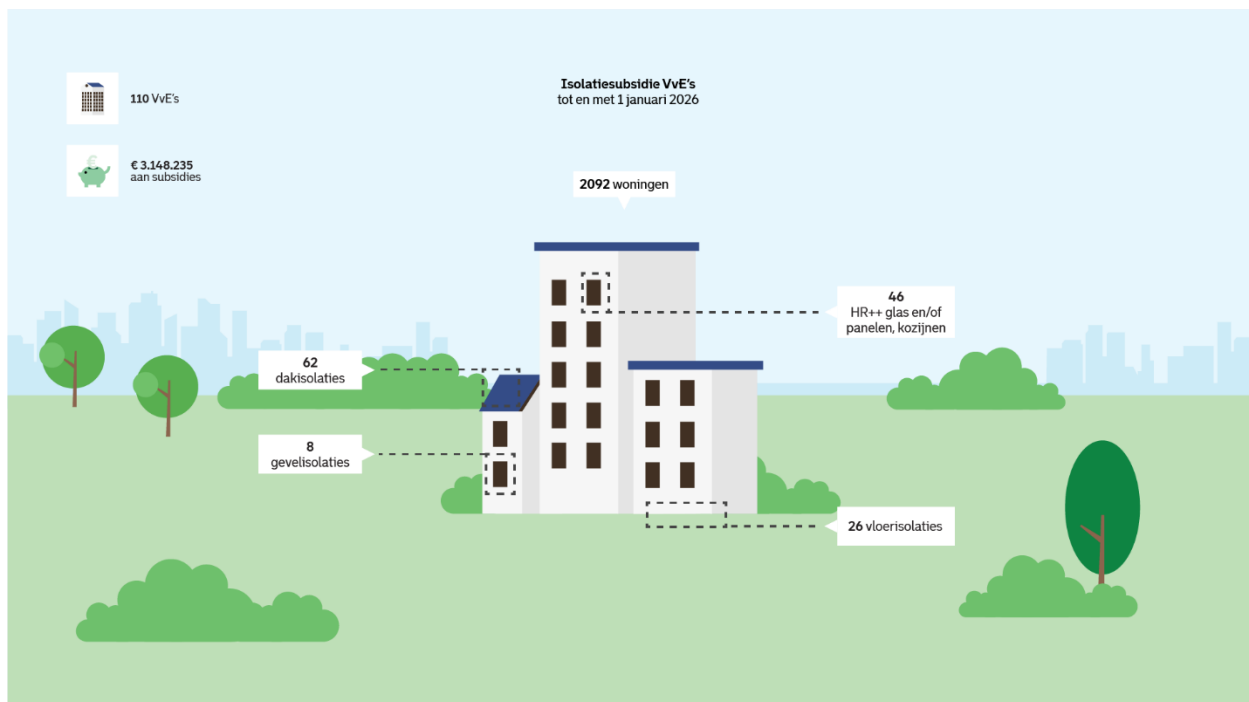 Isolatiesubsidie VvE's
tot en met 1 januari 2026
110 VvE's
€ 3.148.235
aan subsidies
2092 woningen
46
HR++ glas en/of
panelen, kozijnen
62
dakisolaties
8
gevelisolaties
26 vloerisolaties